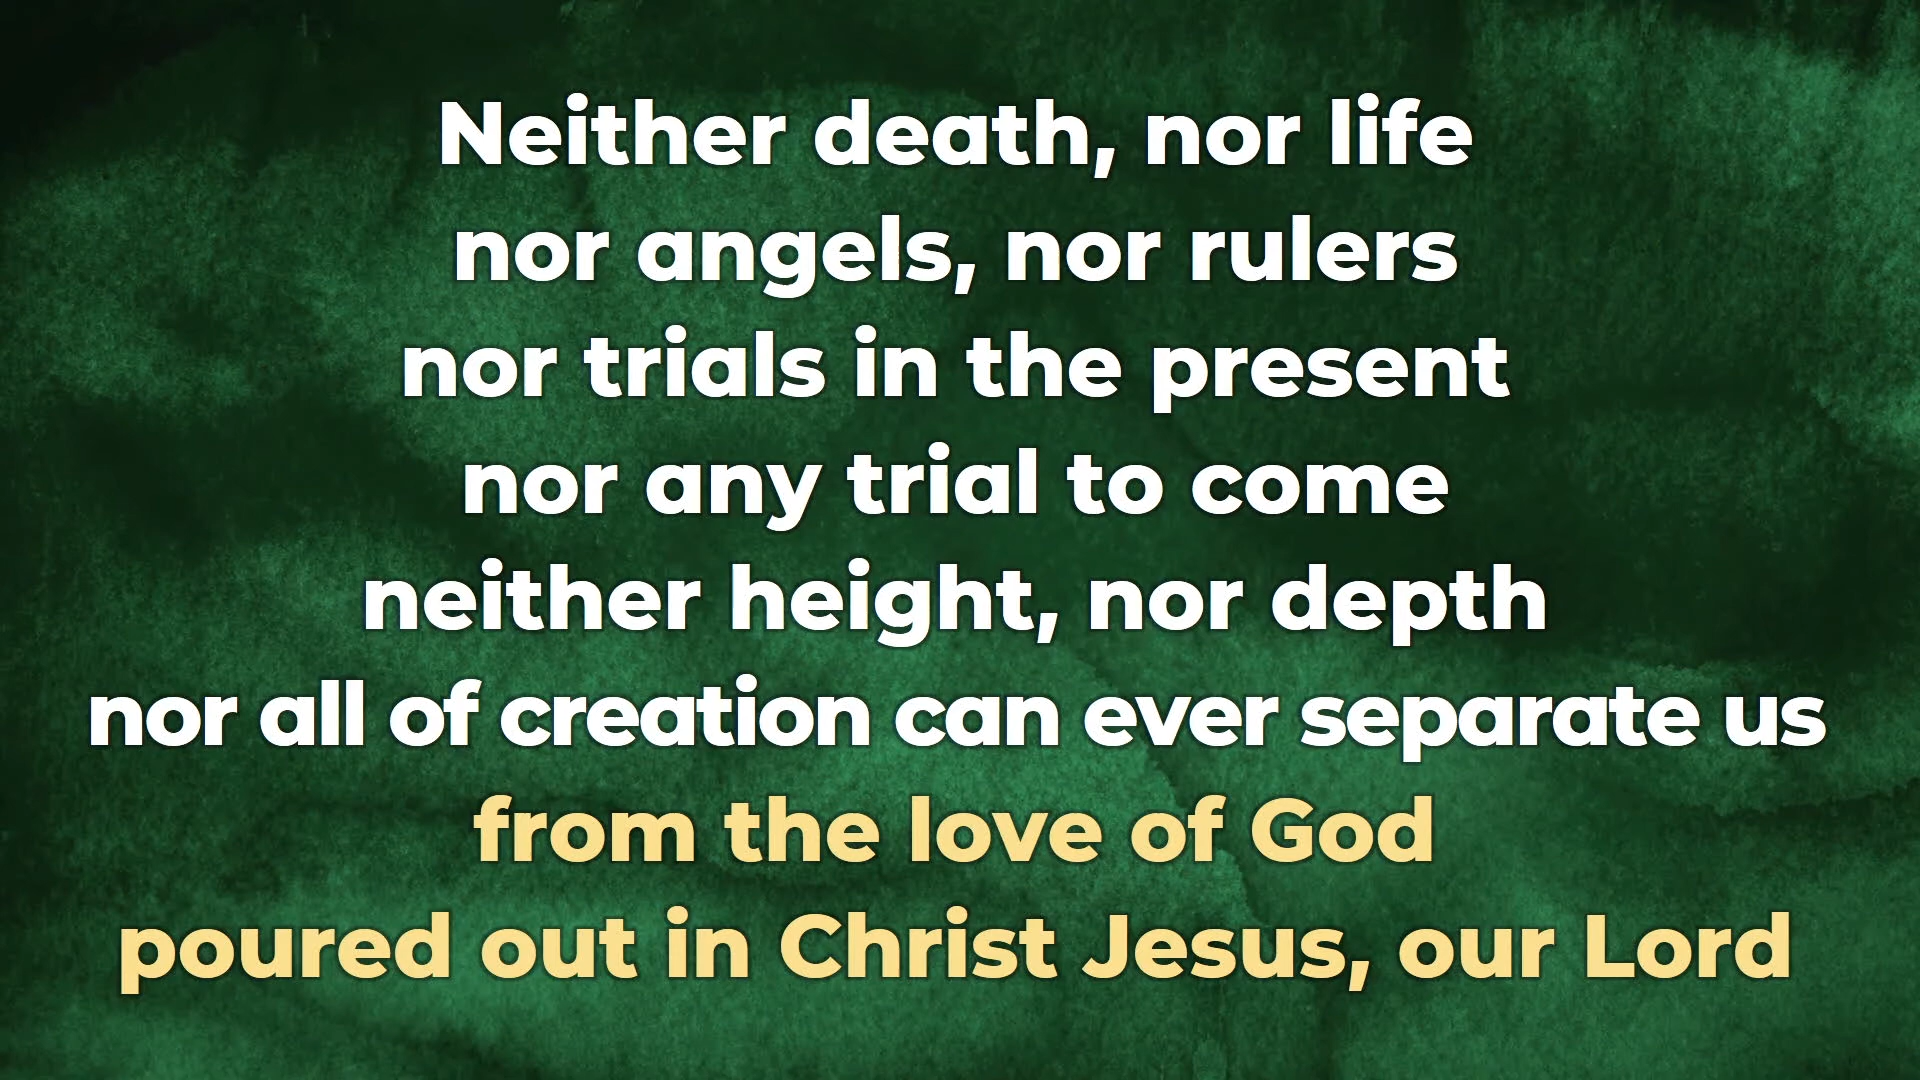 Neither death, nor life
nor angels, nor rulers
nor trials in the present
nor any trial to come
neither height, nor depth
nor all of creation can ever separate us
from the love of God
poured out in Christ Jesus, our Lord